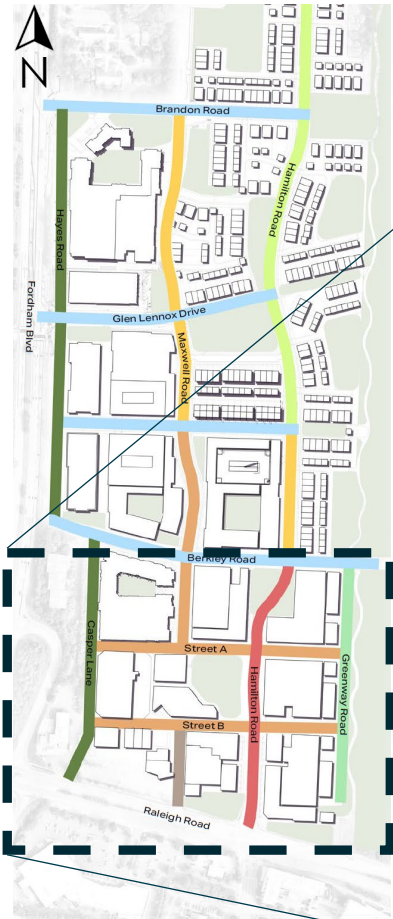 N
Brandon Road
Hamilton Road
Hayes Road
Fordham Blvd
Glen Lennox Drive
Maxwell Road
Berkley Road
Street A
Casper Lane
Hamilton Road
Greenway Road
Street B
Raleigh Road